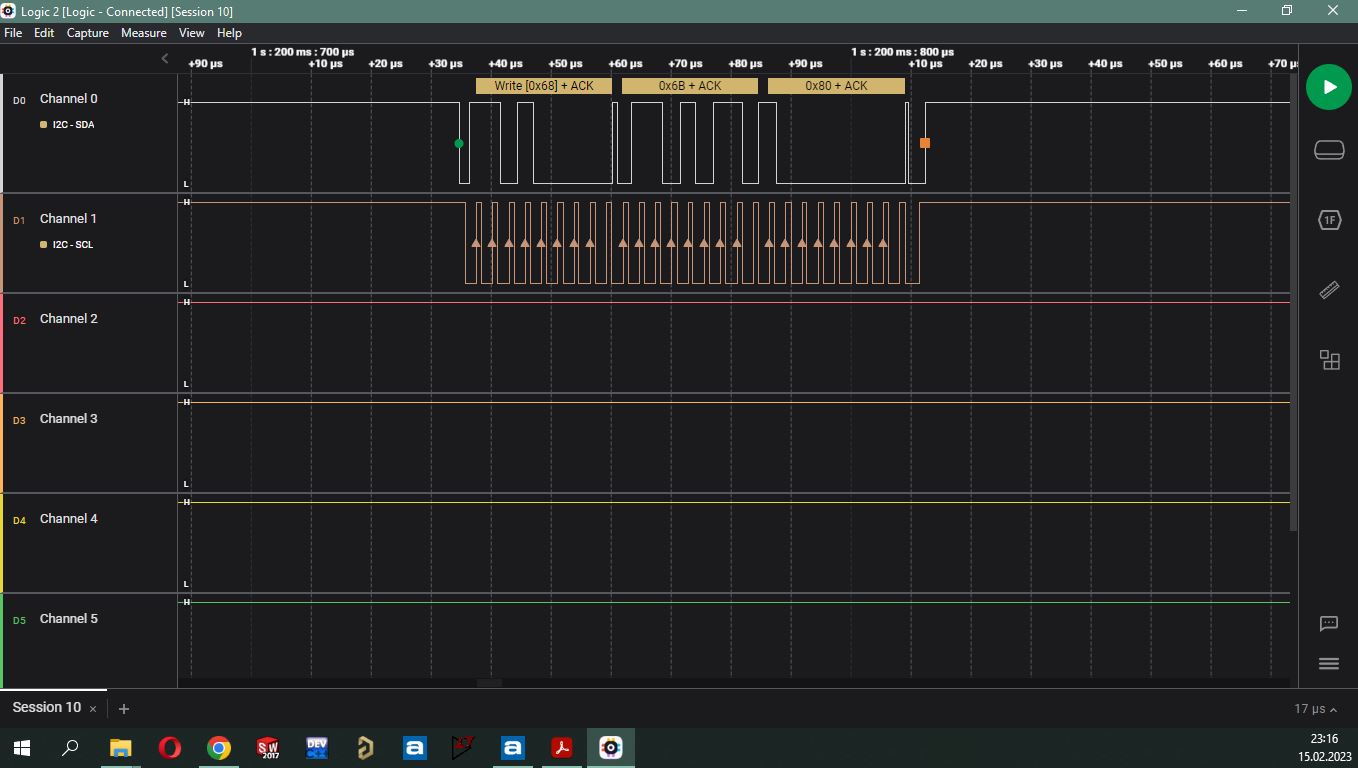 Logic 2 [Logic - Connected] [Session 10]
File Edit Capture Measure View Help
1 s : 200 ms : 700 µs 1 s : 200 ms : 800 µs
+90 µs +10 µs +20 µs +30 µs +40 µs +50 µs +60 µs +70 µs +80 µs +90 µs +10 µs +20 µs +30 µs +40 µs +50 µs +60 µs +70 µs
Write [0x68] + ACK 0x6B + ACK 0x80 + ACK
D0 Channel 0 H
I2C - SDA
L
D1 Channel 1 H
I2C - SCL
L
H
D2 Channel 2
L
H
D3 Channel 3
L
H
D4 Channel 4
L
H
D5 Channel 5
1F
Session 10 × +
17 µs
SW
2017
DEV
a
a
23:16
15.02.2023